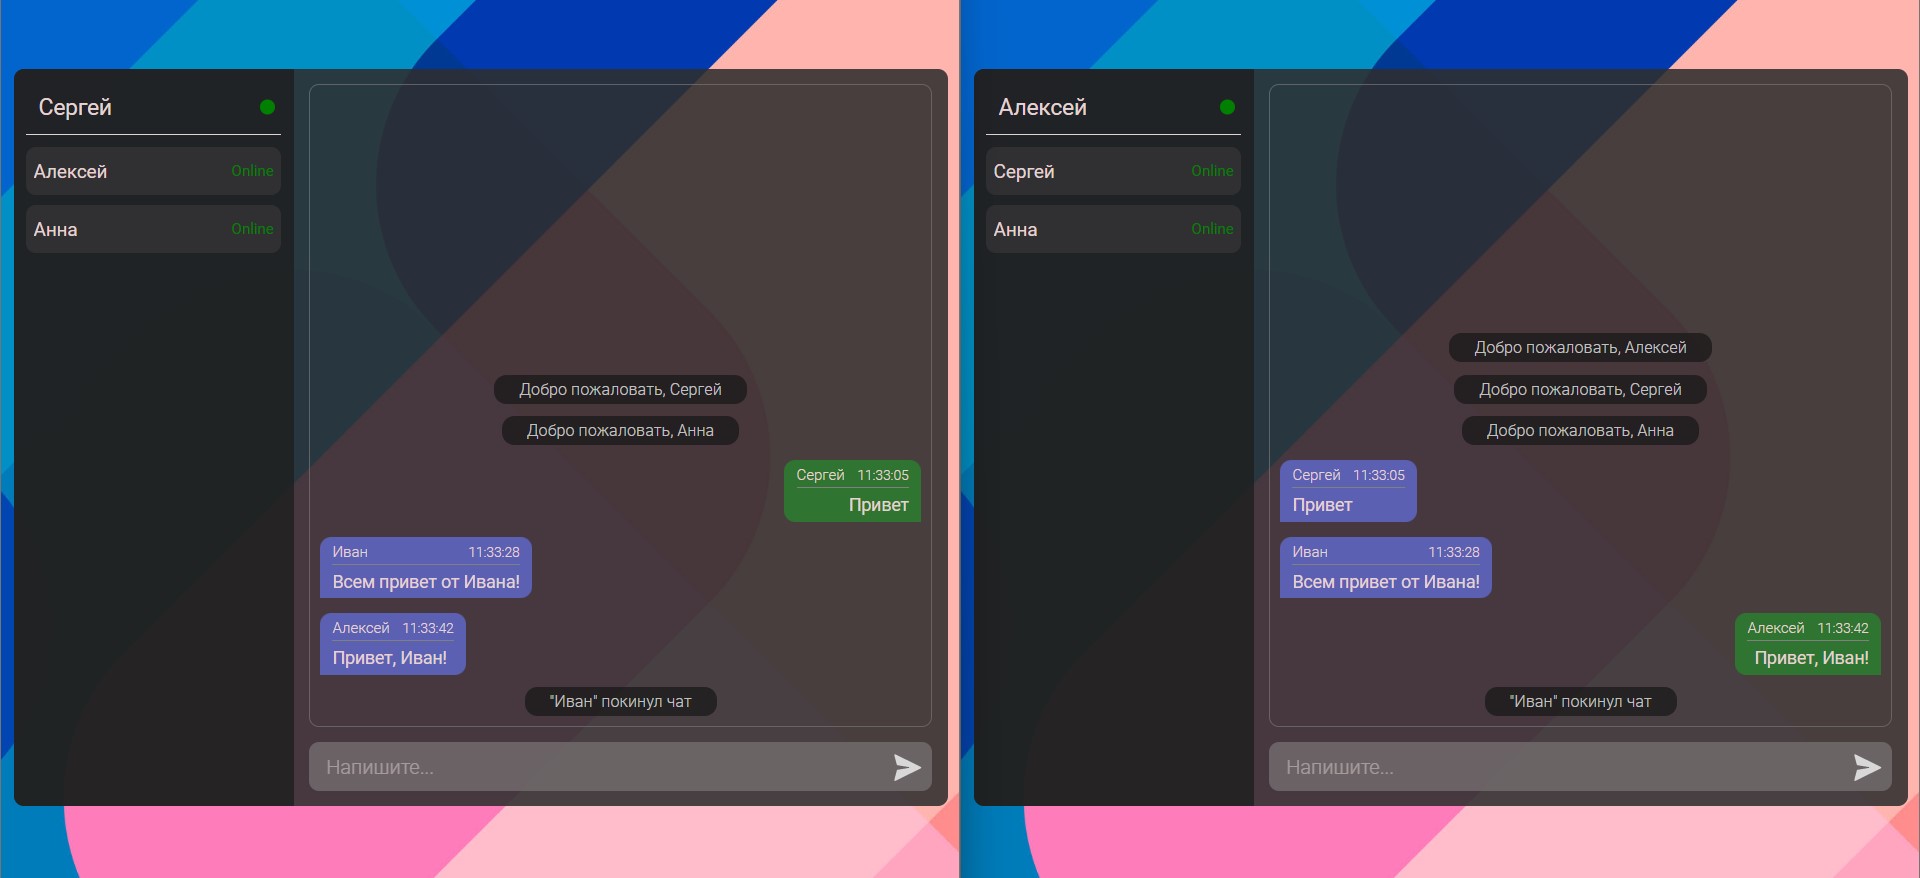 Сергей
Алексей Online
Анна Online
Добро пожаловать, Сергей
Добро пожаловать, Анна
Сергей 11:33:05
Привет
Иван 11:33:28
Всем привет от Ивана!
Алексей 11:33:42
Привет, Иван!
"Иван" покинул чат
Напишите...
Алексей
Сергей Online
Анна Online
Добро пожаловать, Алексей
Добро пожаловать, Сергей
Добро пожаловать, Анна
Сергей 11:33:05
Привет
Иван 11:33:28
Всем привет от Ивана!
Алексей 11:33:42
Привет, Иван!
"Иван" покинул чат
Напишите...